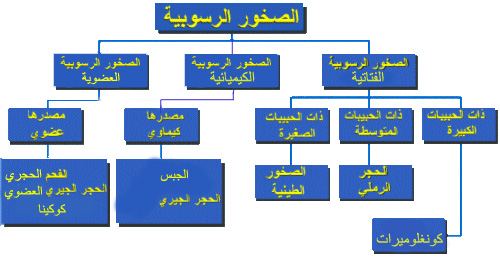 الصخور الرسوبية
الصخور الرسوبية
الفتاتية
الصخور الرسوبية
الكيميائية
الصخور الرسوبية
العضوية
ذات الحبيبات
الكبيرة
ذات الحبيبات
المتوسطة
ذات الحبيبات
الصغيرة
مصدرها
كيماوي
مصدرها
عضوي
الحجر
الرملي
الصخور
الطينية
الجبس
الحجر الجيري
الفحم الحجري
الحجر الجيري العضوي
كوكينا
كونغلوميرات